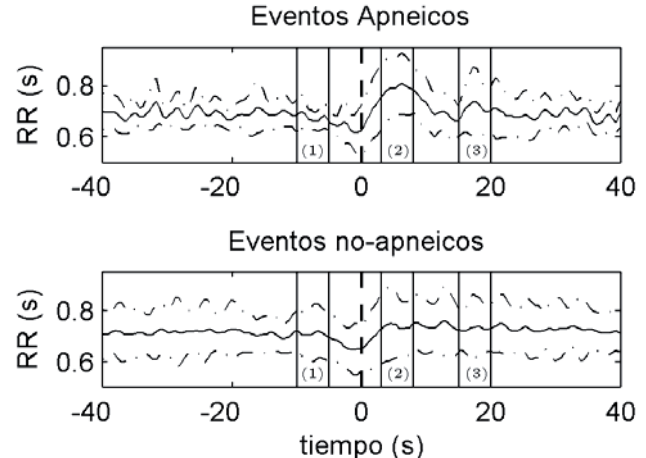 Eventos Apneicos
RR (s)
0.8
0.6
(1) (2) (3)
-40 -20 0 20 40
Eventos no-apneicos
RR (s)
0.8
0.6
(1) (2) (3)
-40 -20 0 20 40
tiempo (s)